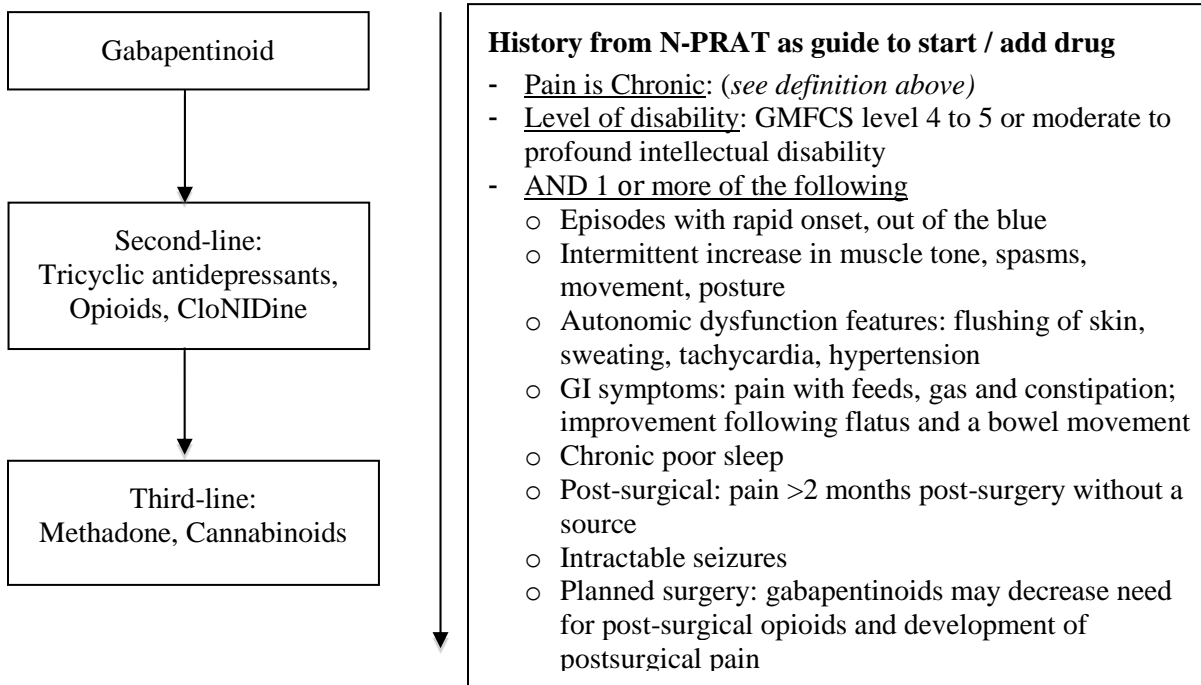 Gabapentinoid
Second-line:
Tricyclic antidepressants,
Opioids, CloNIDine
Third-line:
Methadone, Cannabinoids
History from N-PRAT as guide to start / add drug
- Pain is Chronic: (see definition above)
- Level of disability: GMFCS level 4 to 5 or moderate to
profound intellectual disability
- AND 1 or more of the following
o Episodes with rapid onset, out of the blue
o Intermittent increase in muscle tone, spasms,
movement, posture
o Autonomic dysfunction features: flushing of skin,
sweating, tachycardia, hypertension
o GI symptoms: pain with feeds, gas and constipation;
improvement following flatus and a bowel movement
o Chronic poor sleep
o Post-surgical: pain >2 months post-surgery without a
source
o Intractable seizures
o Planned surgery: gabapentinoids may decrease need
for post-surgical opioids and development of
postsurgical pain